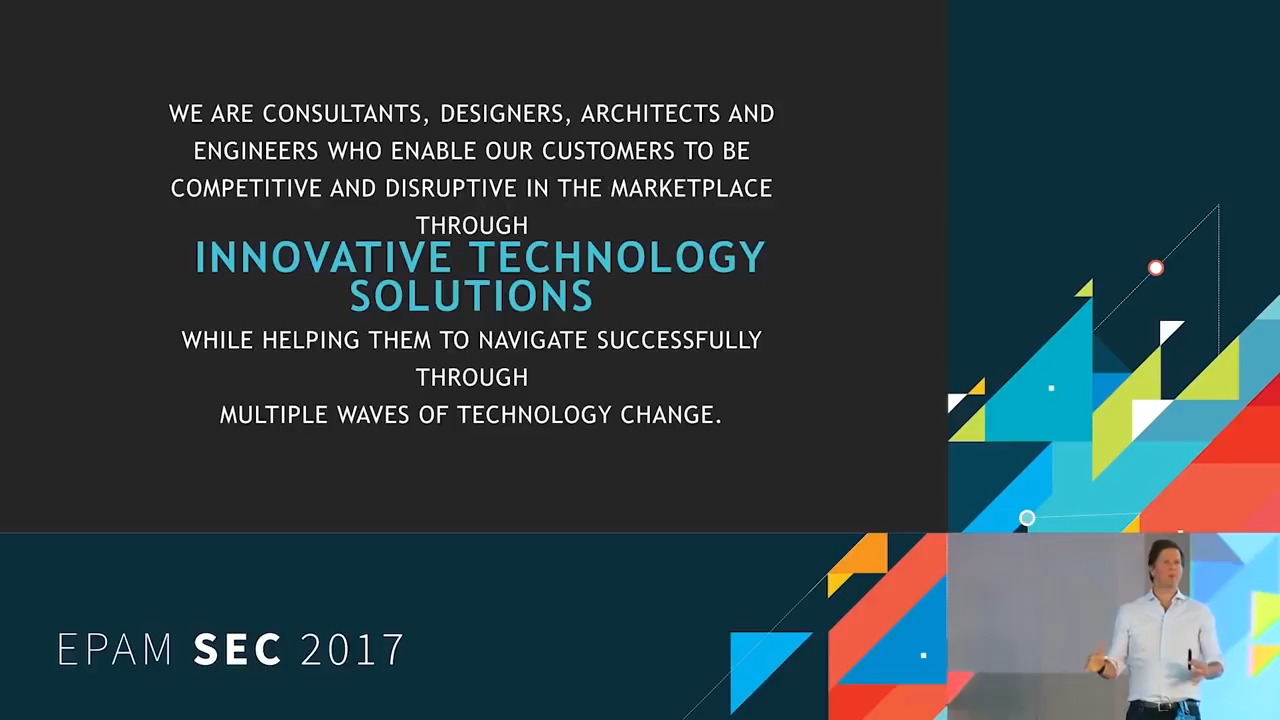 WE ARE CONSULTANTS, DESIGNERS, ARCHITECTS AND
ENGINEERS WHO ENABLE OUR CUSTOMERS TO BE
COMPETITIVE AND DISRUPTIVE IN THE MARKETPLACE
THROUGH
INNOVATIVE TECHNOLOGY
SOLUTIONS
WHILE HELPING THEM TO NAVIGATE SUCCESSFULLY
THROUGH
MULTIPLE WAVES OF TECHNOLOGY CHANGE.
EPAM SEC 2017